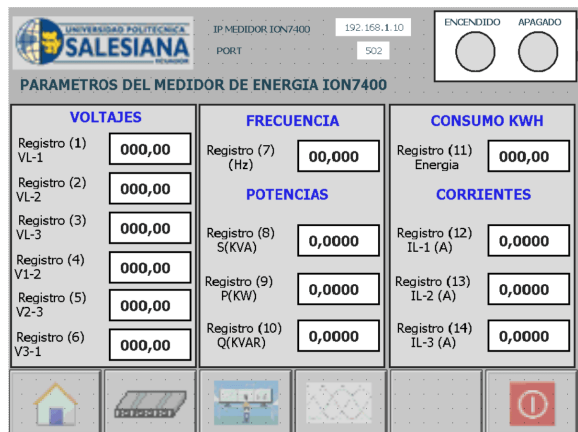 UNIVERSIDAD POLITECNICA
SALESIANA
ECUADOR
IP MEDIDOR ION7400 192.168.1.10
PORT 502
ENCENDIDO APAGADO
PARAMETROS DEL MEDIDOR DE ENERGIA ION7400
VOLTAJES
Registro (1)
VL-1
000,00
Registro (2)
VL-2
000,00
Registro (3)
VL-3
000,00
Registro (4)
V1-2
000,00
Registro (5)
V2-3
000,00
Registro (6)
V3-1
000,00
FRECUENCIA
Registro (7)
(Hz)
00,000
POTENCIAS
Registro (8)
S(KVA)
0,0000
Registro (9)
P(KW)
0,0000
Registro (10)
Q(KVAR)
0,0000
CONSUMO KWH
Registro (11)
Energia
000,00
CORRIENTES
Registro (12)
IL-1 (A)
0,0000
Registro (13)
IL-2 (A)
0,0000
Registro (14)
IL-3 (A)
0,0000